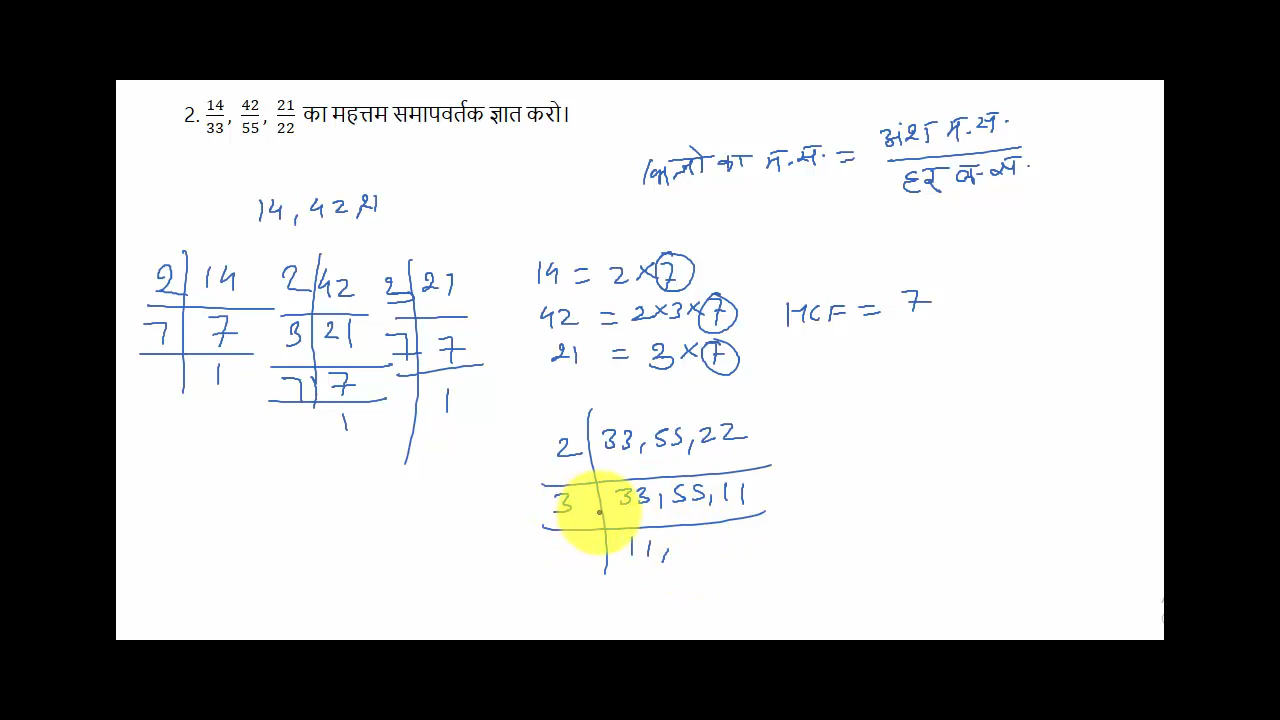 2. 14/33, 42/55, 21/22 का महत्तम समापवर्तक ज्ञात करो।
भिन्नो का म.स. = अंश म.स. / हर ल.स.
14, 42 21
2 | 14
7 | 7
1
2 | 42
3 | 21
7 | 7
1
2 | 21
7 | 7
1
14 = 2 × 7
42 = 2 × 3 × 7
21 = 3 × 7
HCF = 7
2 | 33, 55, 22
3 | 33, 55, 11
11,